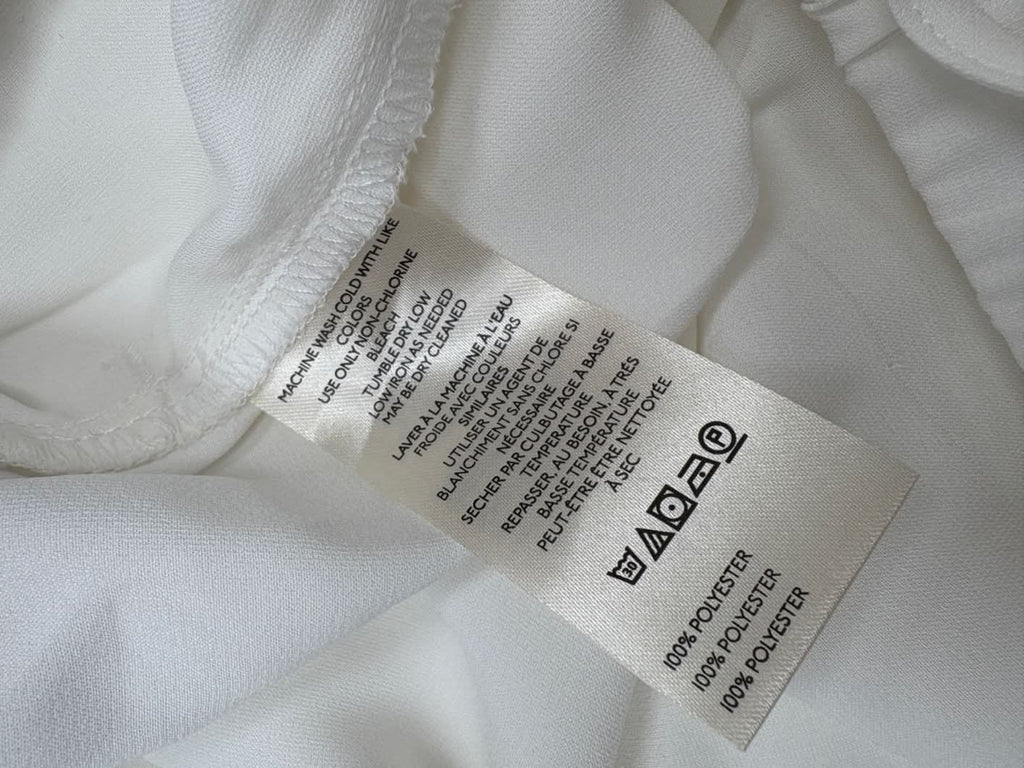 MACHINE WASH COLD WITH LIKE
COLORS
USE ONLY NON-CHLORINE
BLEACH
TUMBLE DRY LOW
LOW IRON AS NEEDED
MAY BE DRY CLEANED
LAVER À LA MACHINE À L'EAU
FROIDE AVEC COULEURS
SIMILAIRES
UTILISER UN AGENT DE
BLANCHIMENT SANS CHLORE SI
NÉCESSAIRE
SECHER PAR CULBUTAGE À BASSE
TEMPERATURE
REPASSER, AU BESOIN, À TRÉS
BASSE TEMPÉRATURE
PEUT-ÊTRE ÊTRE NETTOYÉE
À SEC
30 P
100% POLYESTER
100% POLYESTER
100% POLYESTER